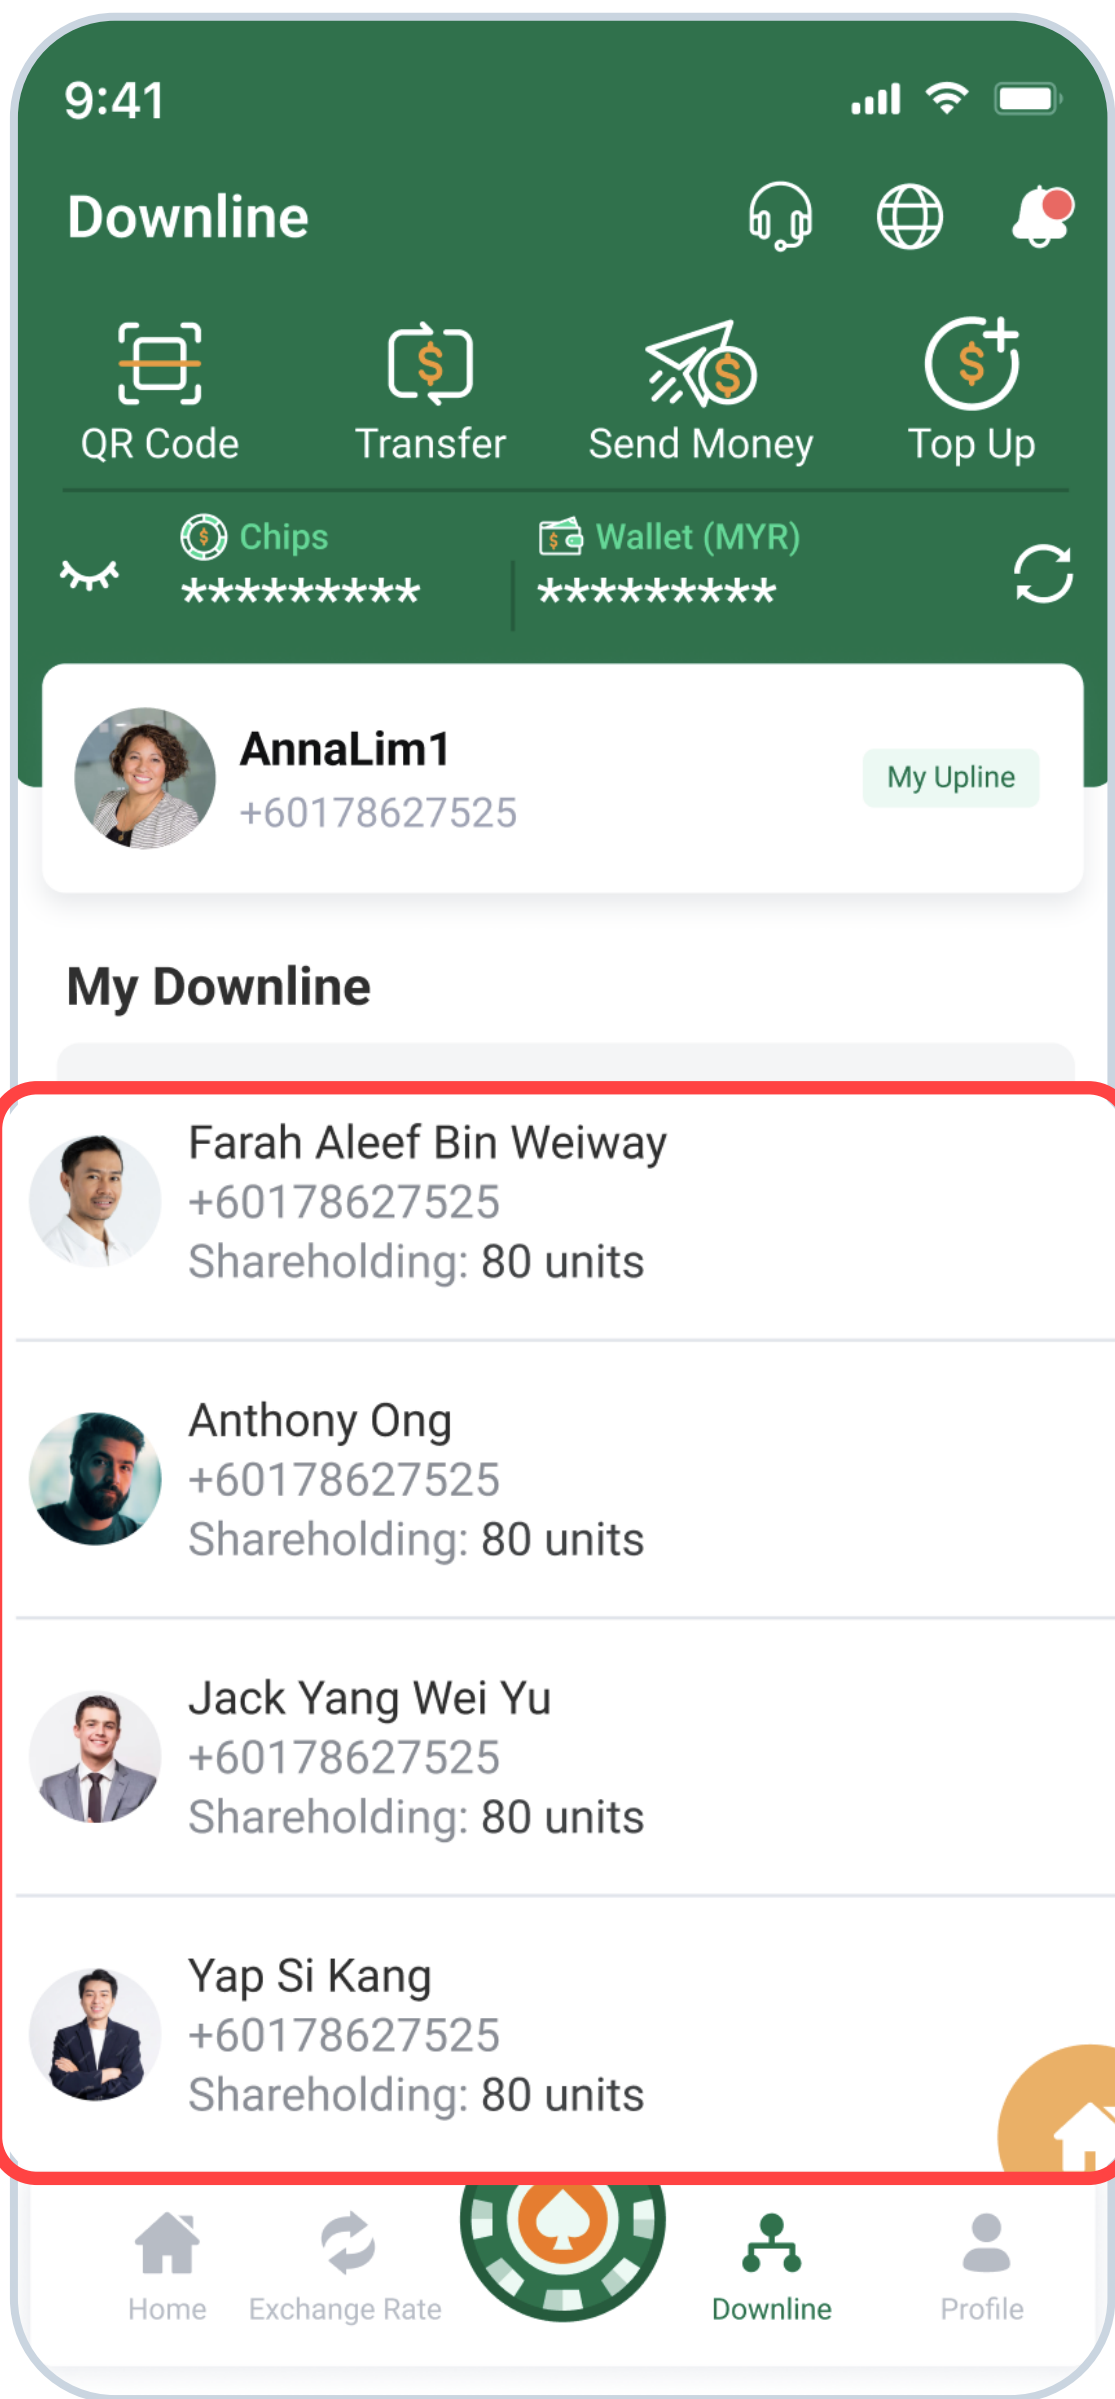 9:41
Downline
QR Code
Transfer
Send Money
Top Up
Chips
Wallet (MYR)
*********
*********
AnnaLim1
+60178627525
My Upline
My Downline
Farah Aleef Bin Weiway
+60178627525
Shareholding: 80 units
Anthony Ong
+60178627525
Shareholding: 80 units
Jack Yang Wei Yu
+60178627525
Shareholding: 80 units
Yap Si Kang
+60178627525
Shareholding: 80 units
Home
Exchange Rate
Downline
Profile